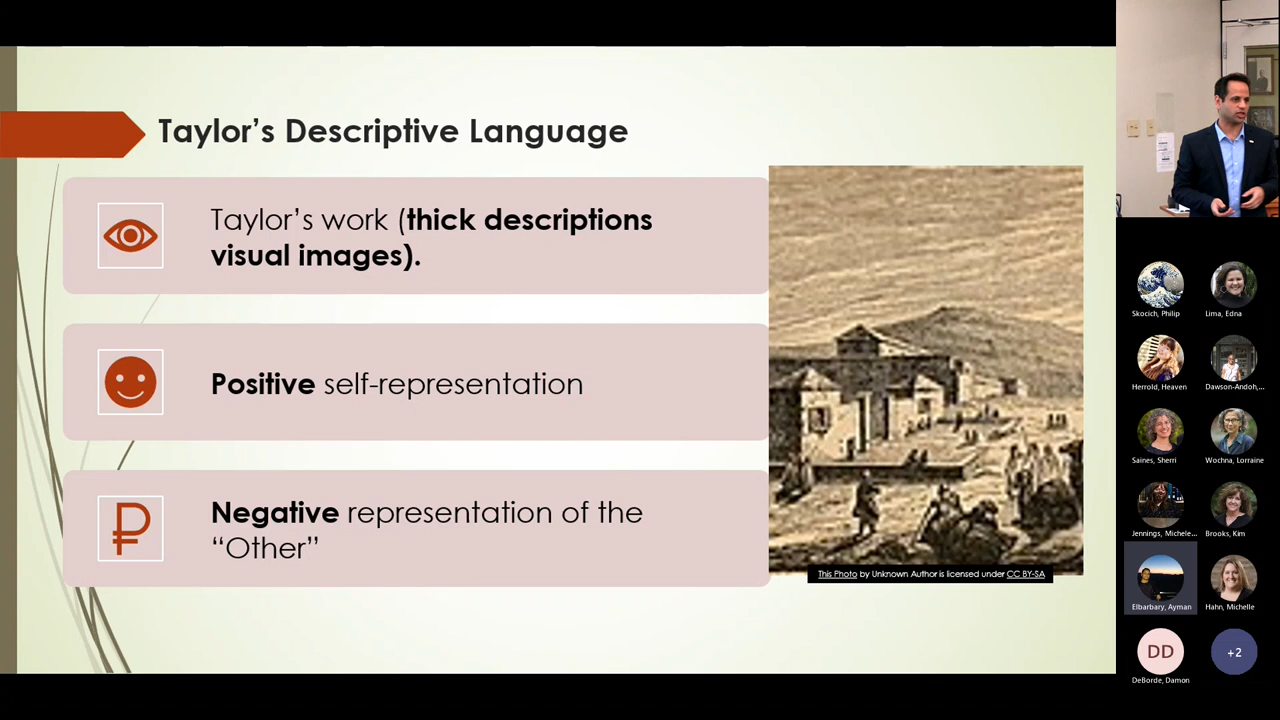 Taylor’s Descriptive Language
Taylor’s work (thick descriptions
visual images).
Positive self-representation
Negative representation of the
“Other”
This Photo by Unknown Author is licensed under CC BY-SA
Skocich, Philip
Lima, Edna
Herrold, Heaven
Dawson-Andoh,...
Saines, Sherri
Wochna, Lorraine
Jennings, Michele...
Brooks, Kim
Elbarbary, Ayman
Hahn, Michelle
DD
+2
DeBorde, Damon